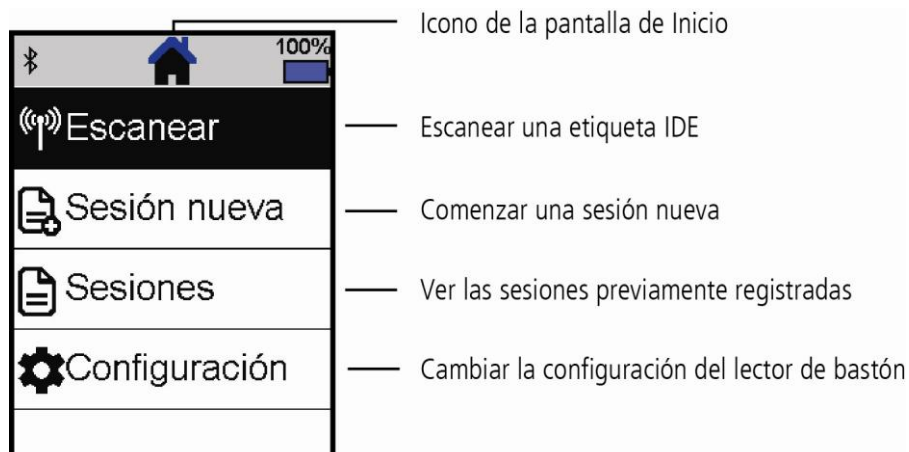 Icono de la pantalla de Inicio
100%
Escanear
Escanear una etiqueta IDE
Sesión nueva
Comenzar una sesión nueva
Sesiones
Ver las sesiones previamente registradas
Configuración
Cambiar la configuración del lector de bastón